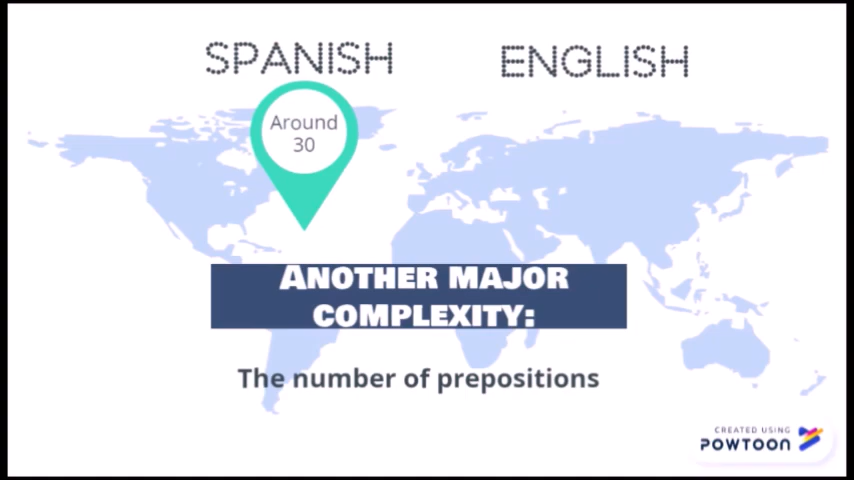 SPANISH ENGLISH
Around
30
ANOTHER MAJOR
COMPLEXITY:
The number of prepositions
CREATED USING
POWTOON